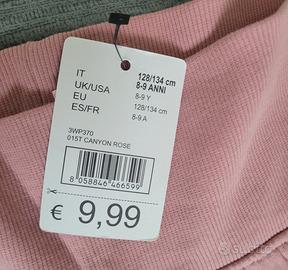 IT 128/134 cm
8-9 ANNI
UK/USA 8-9 Y
EU 128/134 cm
ES/FR 8-9 A
3WP370
015T CANYON ROSE
8 058846 466599
€ 9,99